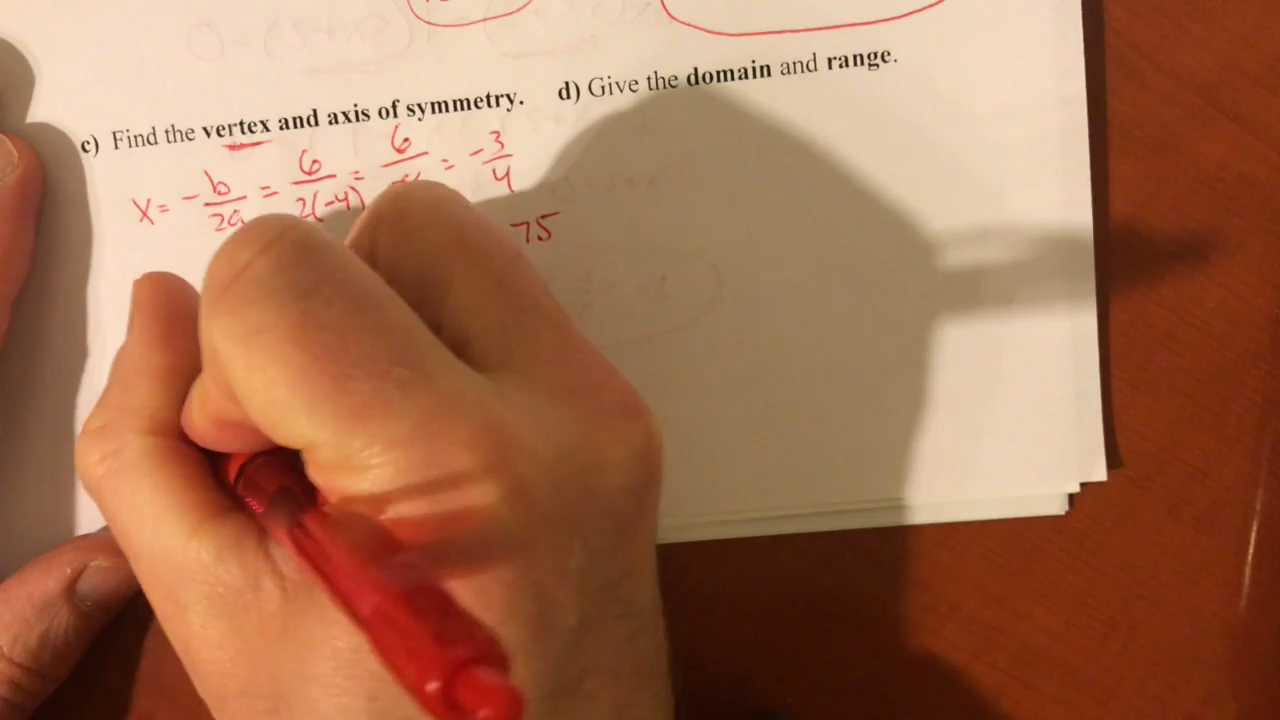 c) Find the vertex and axis of symmetry.
d) Give the domain and range.
x = -b/2a = 6/2(-4) = 6/ = -3/4
75